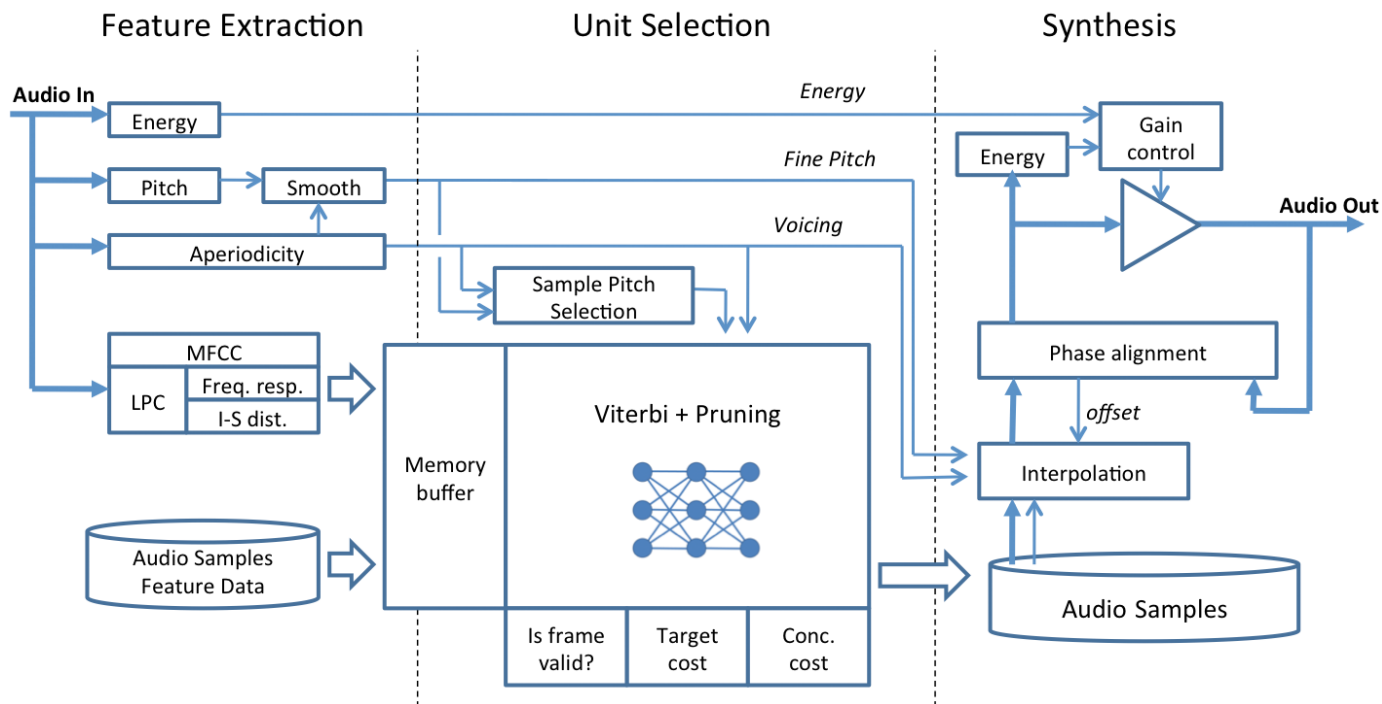 Feature Extraction
Unit Selection
Synthesis
Audio In
Energy
Energy
Gain
control
Energy
Pitch
Smooth
Fine Pitch
Aperiodicity
Voicing
Audio Out
Sample Pitch
Selection
MFCC
LPC
Freq. resp.
I-S dist.
Memory
buffer
Viterbi + Pruning
Phase alignment
offset
Interpolation
Audio Samples
Feature Data
Is frame
valid?
Target
cost
Conc.
cost
Audio Samples